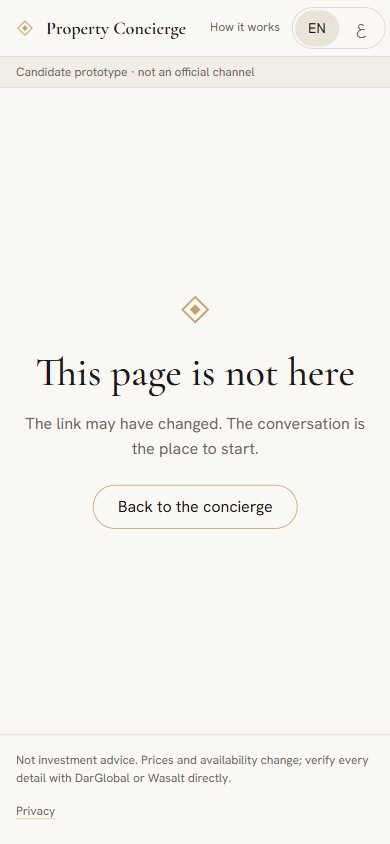 Property Concierge
How it works
EN
ع
Candidate prototype · not an official channel
This page is not here
The link may have changed. The conversation is
the place to start.
Back to the concierge
Not investment advice. Prices and availability change; verify every
detail with DarGlobal or Wasalt directly.
Privacy